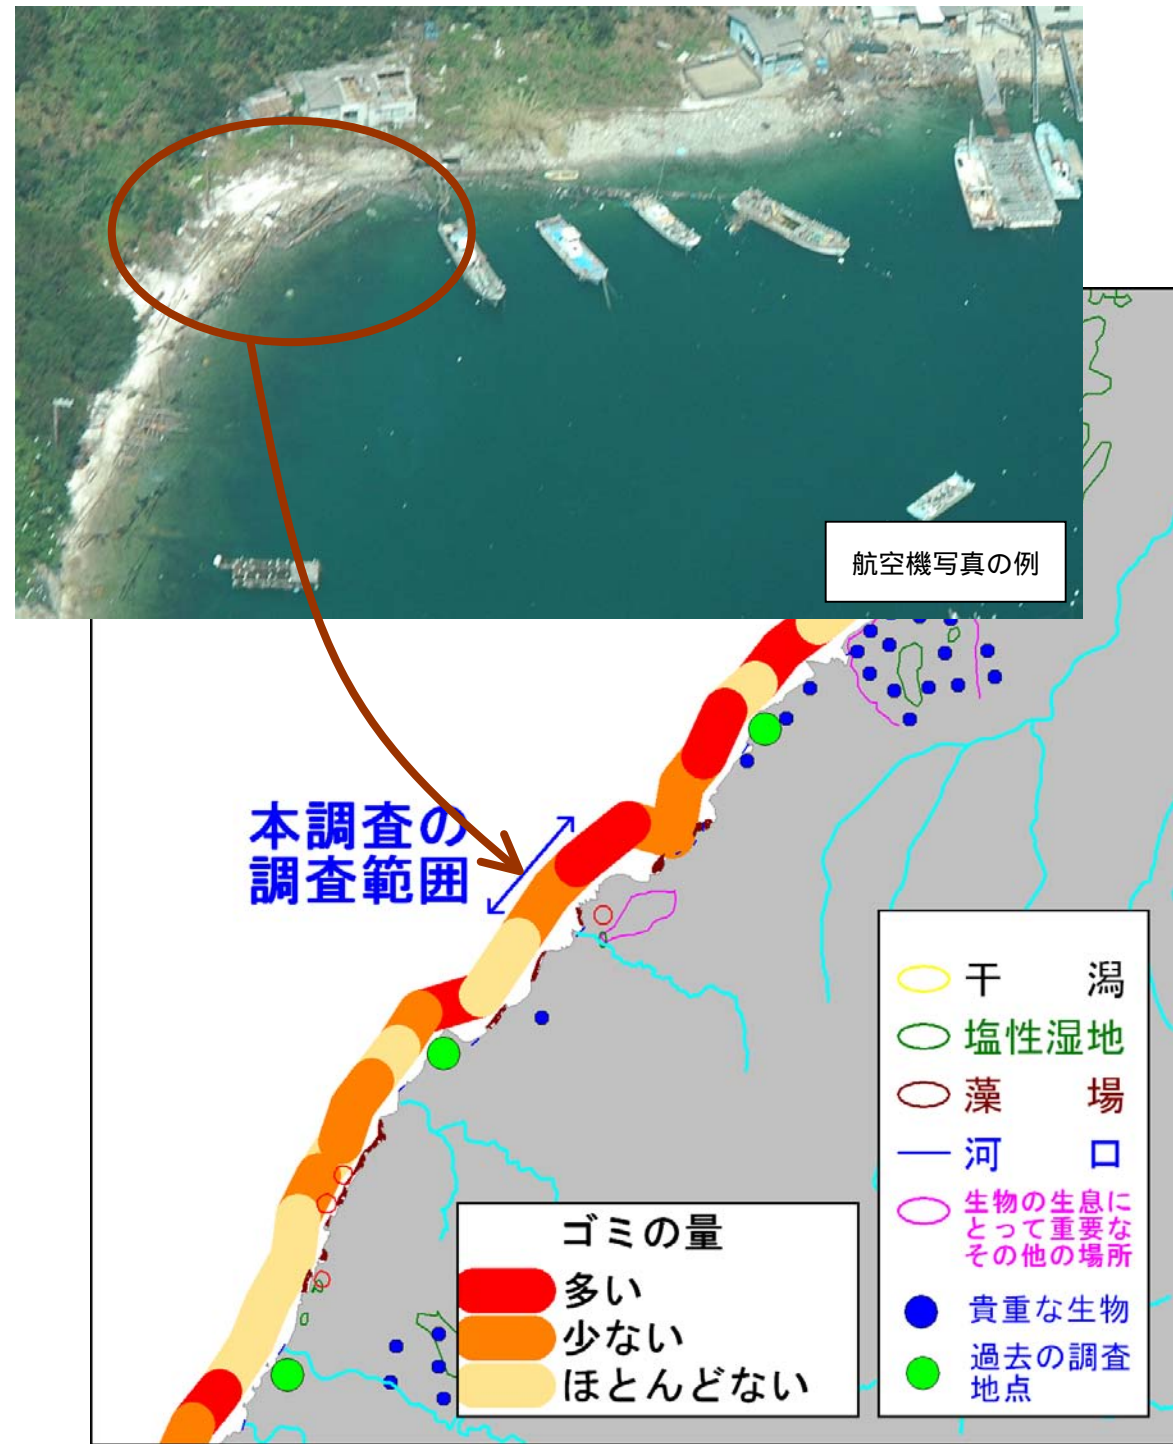 航空機写真の例
本調査の
調査範囲
干潟
塩性湿地
藻場
河口
生物の生息に
とって重要な
その他の場所
貴重な生物
過去の調査
地点
ゴミの量
多い
少ない
ほとんどない